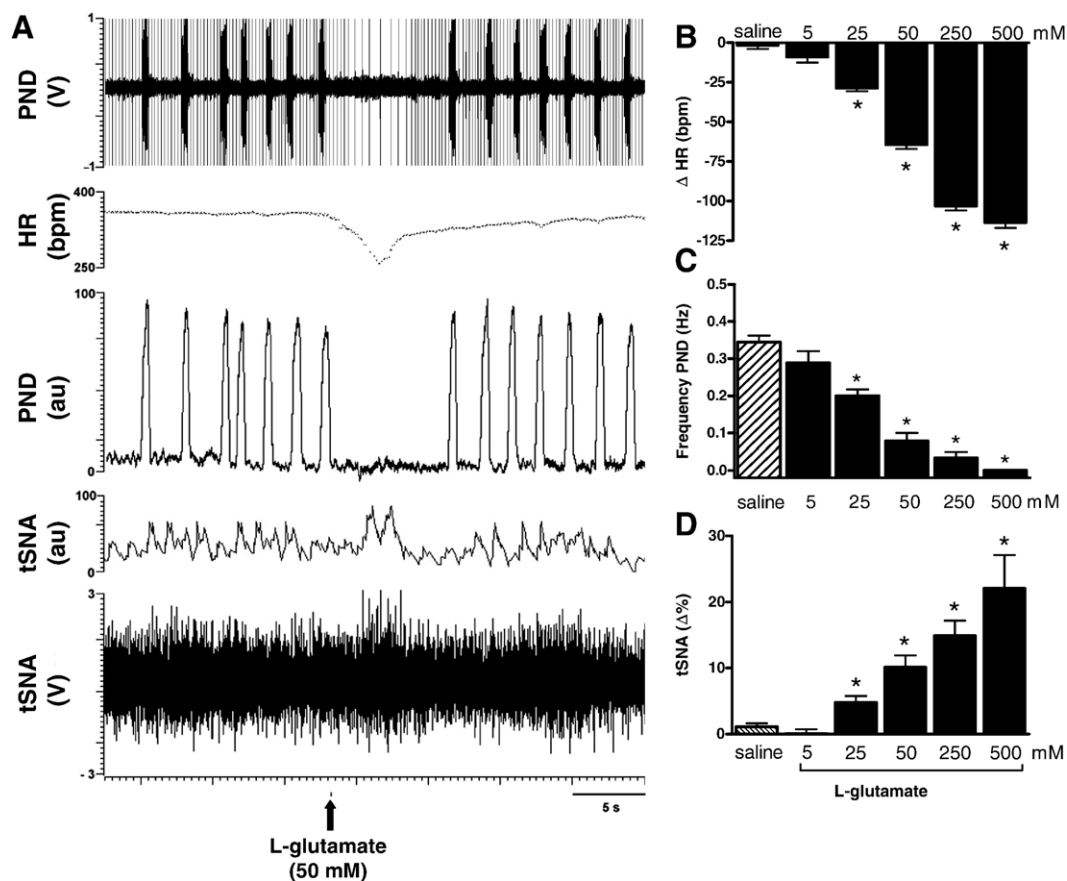 A
PND
(V)
1
-1
HR
(bpm)
400
250
PND
(au)
100
0
tSNA
(au)
100
0
tSNA
(V)
3
- 3
5 s
L-glutamate
(50 mM)
B
saline 5 25 50 250 500 mM
Δ HR (bpm)
0
-25
-50
-75
-100
-125
* * * *
C
Frequency PND (Hz)
0.5
0.4
0.3
0.2
0.1
0.0
* * * *
saline 5 25 50 250 500 mM
D
tSNA (Δ%)
30
20
10
0
* * * *
saline 5 25 50 250 500 mM
L-glutamate